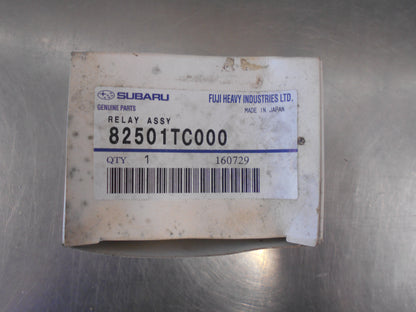 SUBARU
FUJI HEAVY INDUSTRIES LTD.
GENUINE PARTS
MADE IN JAPAN
RELAY ASSY
82501TC000
QTY 1 160729